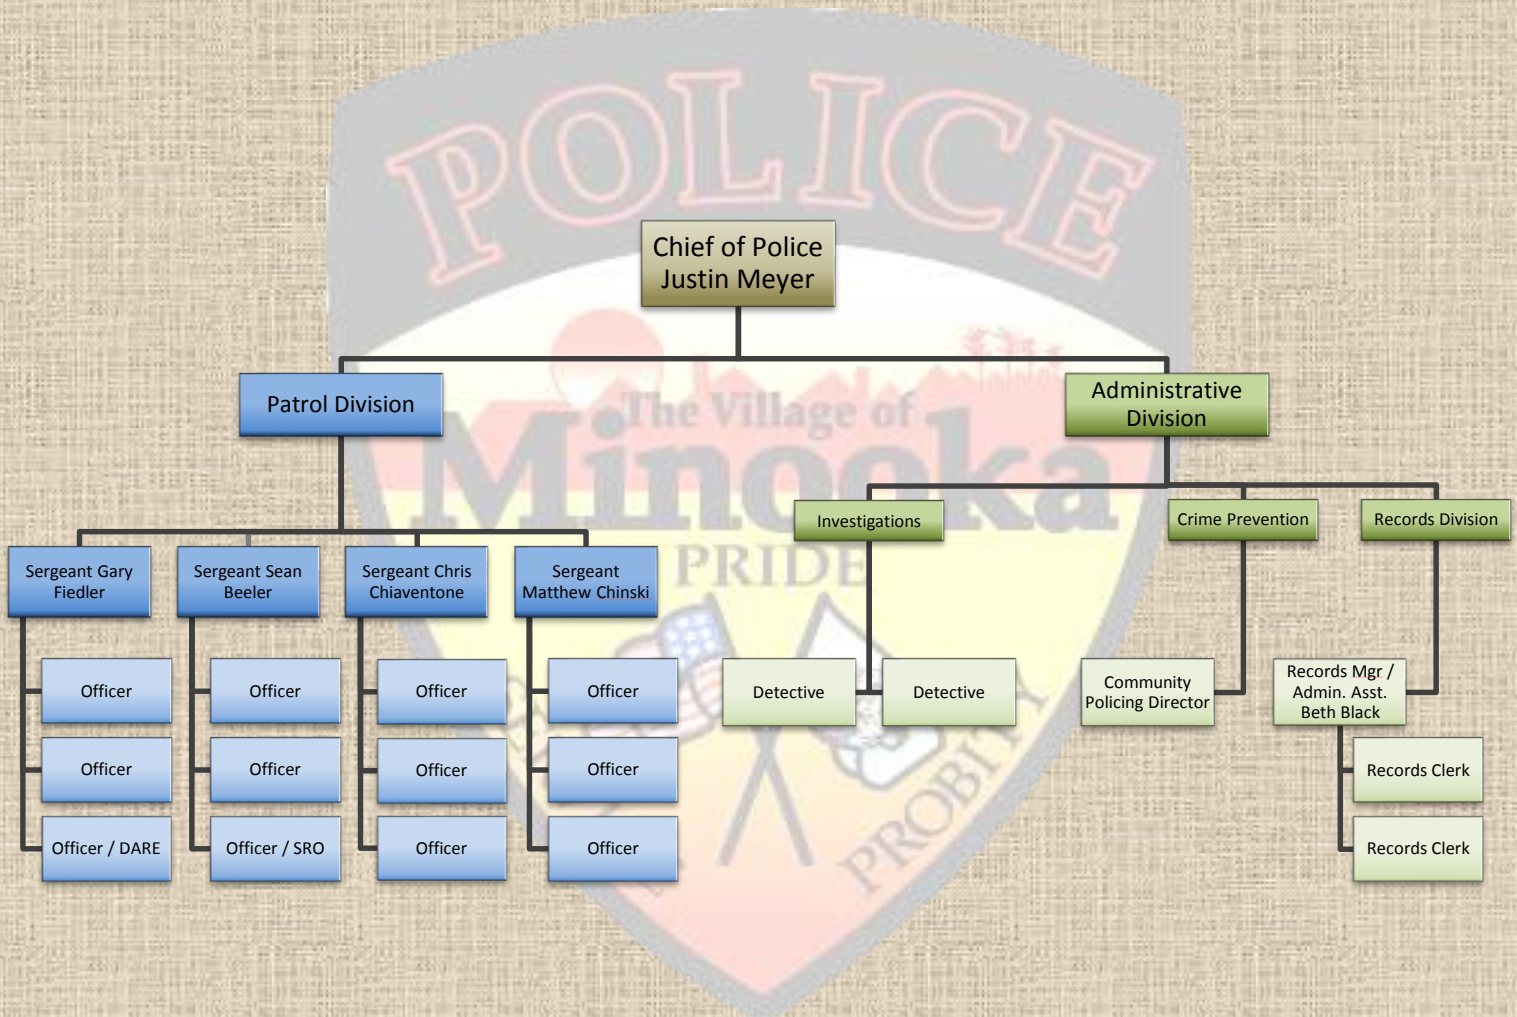 POLICE
Chief of Police
Justin Meyer
The Village of
Minooka
PRIDE
PROBITY
Patrol Division
Administrative
Division
Investigations
Crime Prevention
Records Division
Sergeant Gary
Fiedler
Sergeant Sean
Beeler
Sergeant Chris
Chiaventone
Sergeant
Matthew Chinski
Officer
Officer
Officer
Officer
Detective
Detective
Community
Policing Director
Records Mgr /
Admin. Asst.
Beth Black
Officer
Officer
Officer
Officer
Records Clerk
Officer / DARE
Officer / SRO
Officer
Officer
Records Clerk